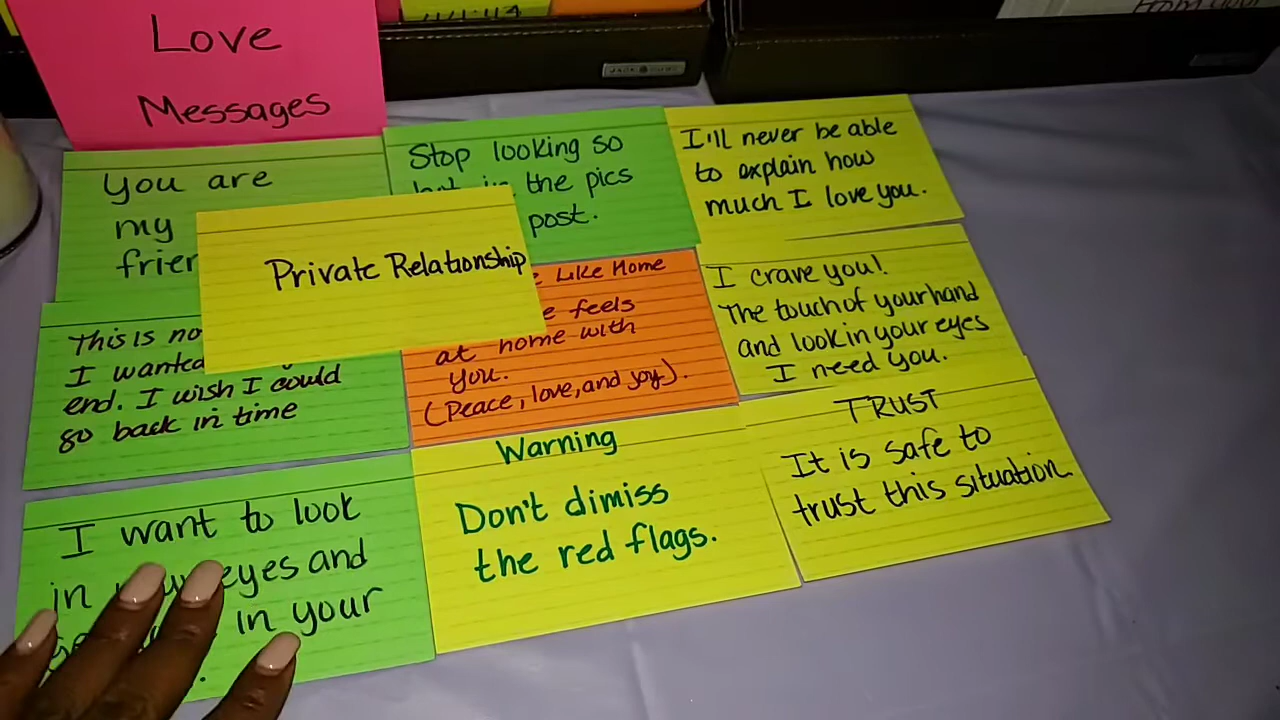 Love
Messages
You are
my
Stop looking so
in the pics
post.
I'll never be able
to explain how
much I love you.
Private Relationship
This is
I wanted
end. I wish I could
go back in time
Like Home
feels
at home with
you.
(Peace, love, and joy).
I crave you!
The touch of your hand
and look in your eyes
I need you.
I want to look
in eyes and
in your
Warning
Don't dimiss
the red flags.
TRUST
It is safe to
trust this situation